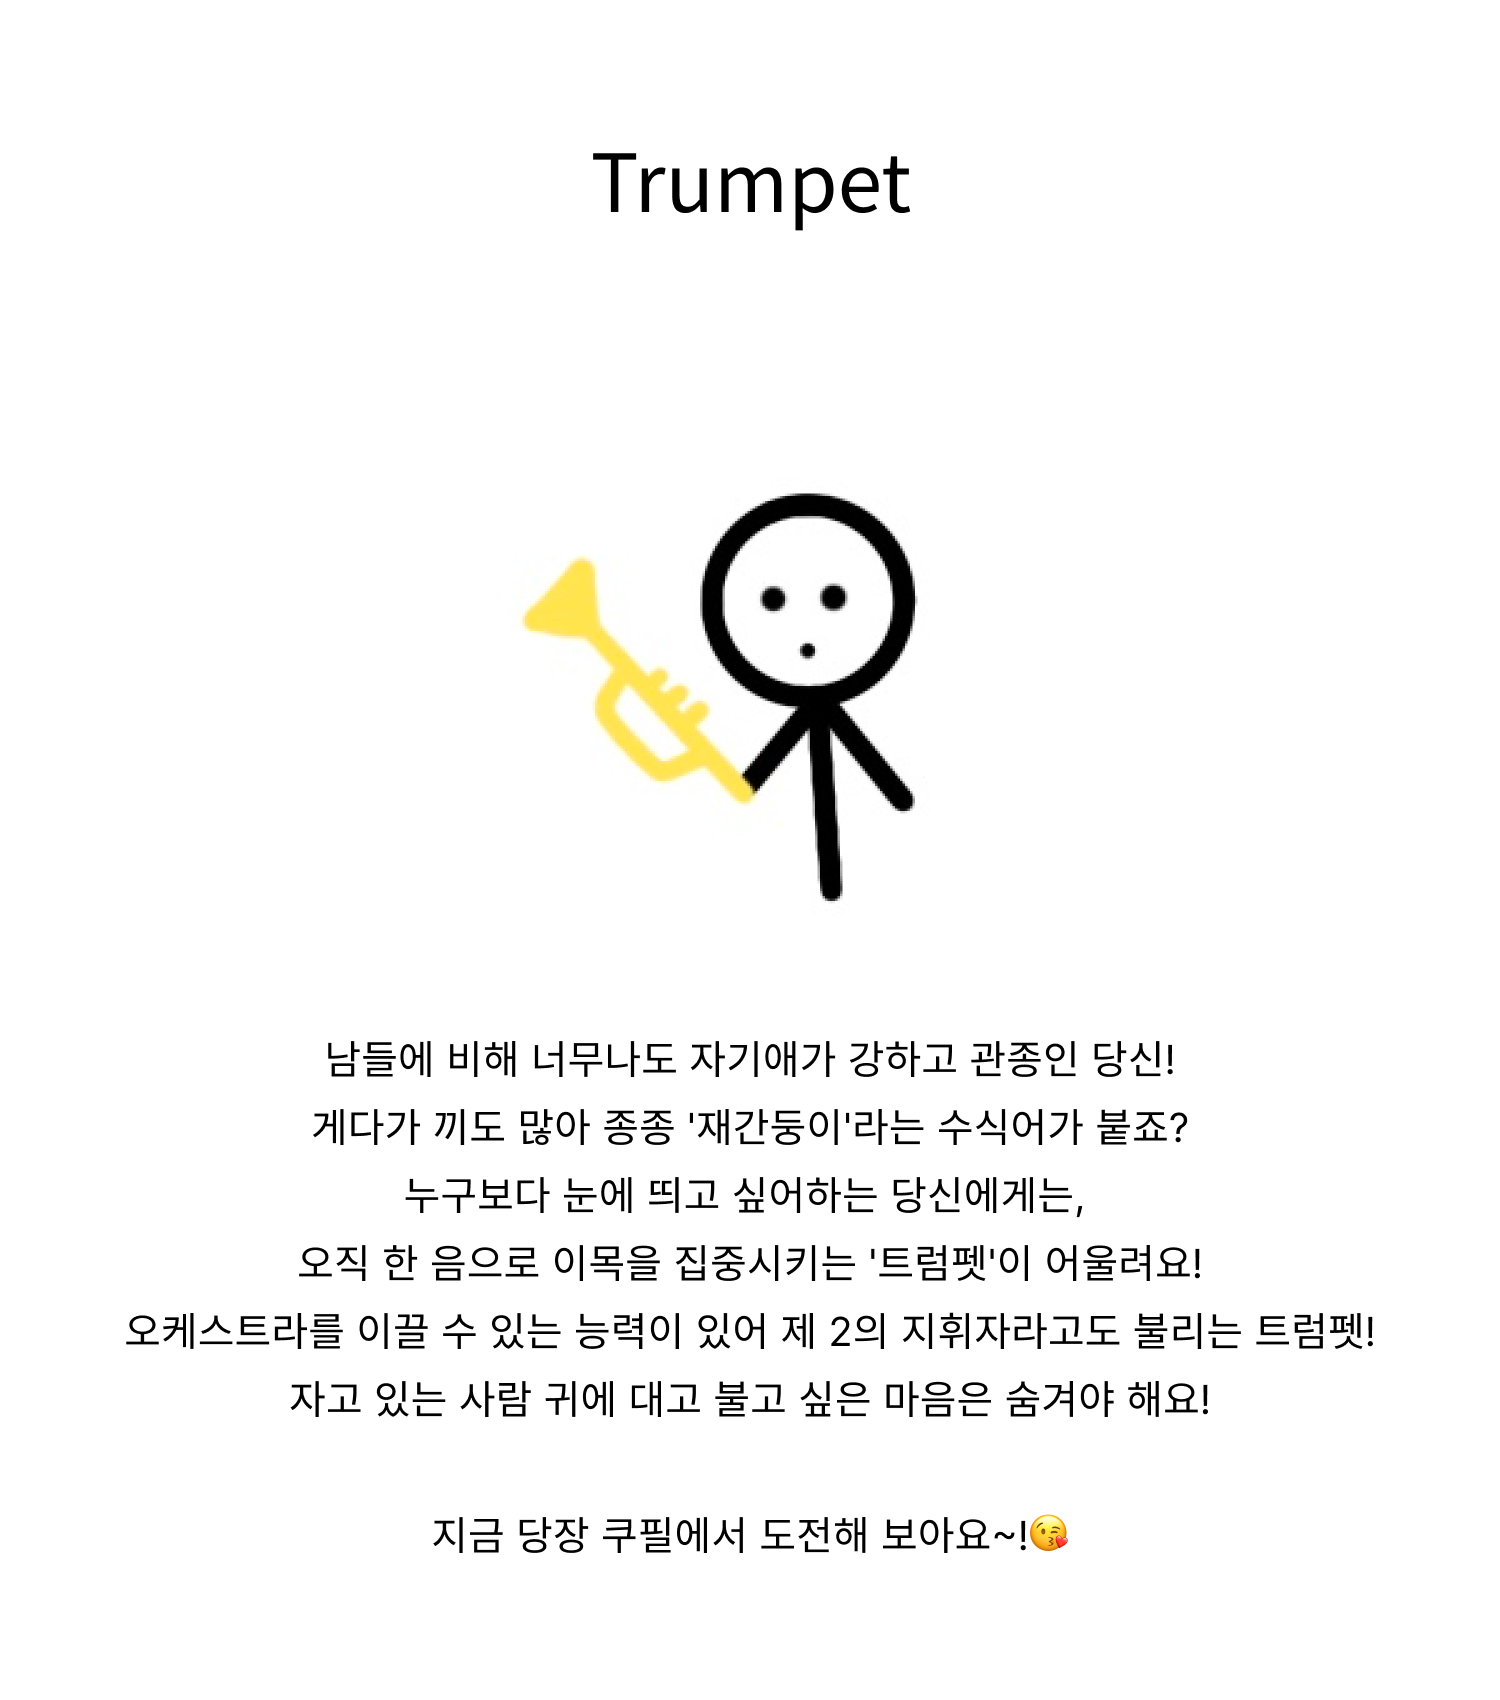 Trumpet
남들에 비해 너무나도 자기애가 강하고 관종인 당신!
게다가 끼도 많아 종종 '재간둥이'라는 수식어가 붙죠?
누구보다 눈에 띄고 싶어하는 당신에게는,
오직 한 음으로 이목을 집중시키는 '트럼펫'이 어울려요!
오케스트라를 이끌 수 있는 능력이 있어 제 2의 지휘자라고도 불리는 트럼펫!
자고 있는 사람 귀에 대고 불고 싶은 마음은 숨겨야 해요!
지금 당장 쿠필에서 도전해 보아요~!😘